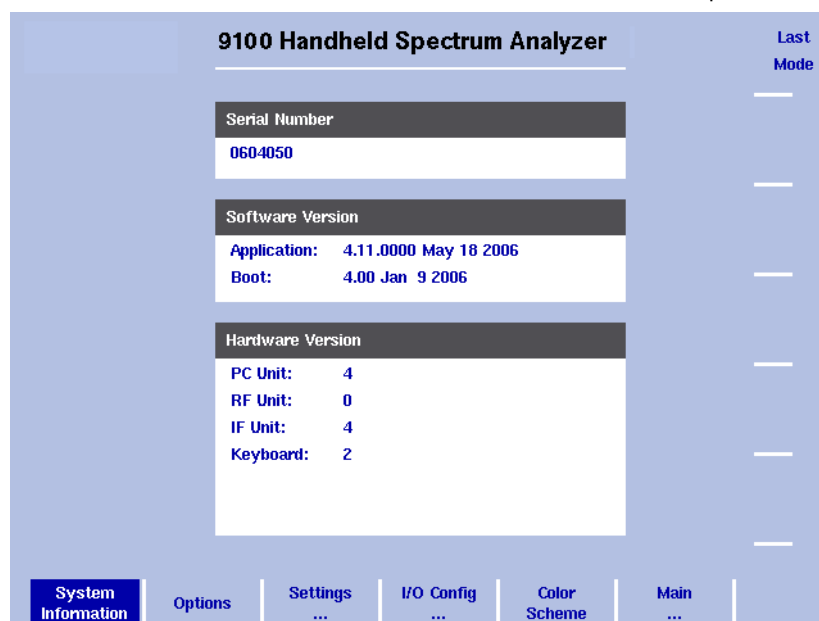 9100 Handheld Spectrum Analyzer
Last
Mode
Serial Number
0604050
Software Version
Application: 4.11.0000 May 18 2006
Boot: 4.00 Jan 9 2006
Hardware Version
PC Unit: 4
RF Unit: 0
IF Unit: 4
Keyboard: 2
System
Information
Options
Settings
...
I/O Config
...
Color
Scheme
Main
...